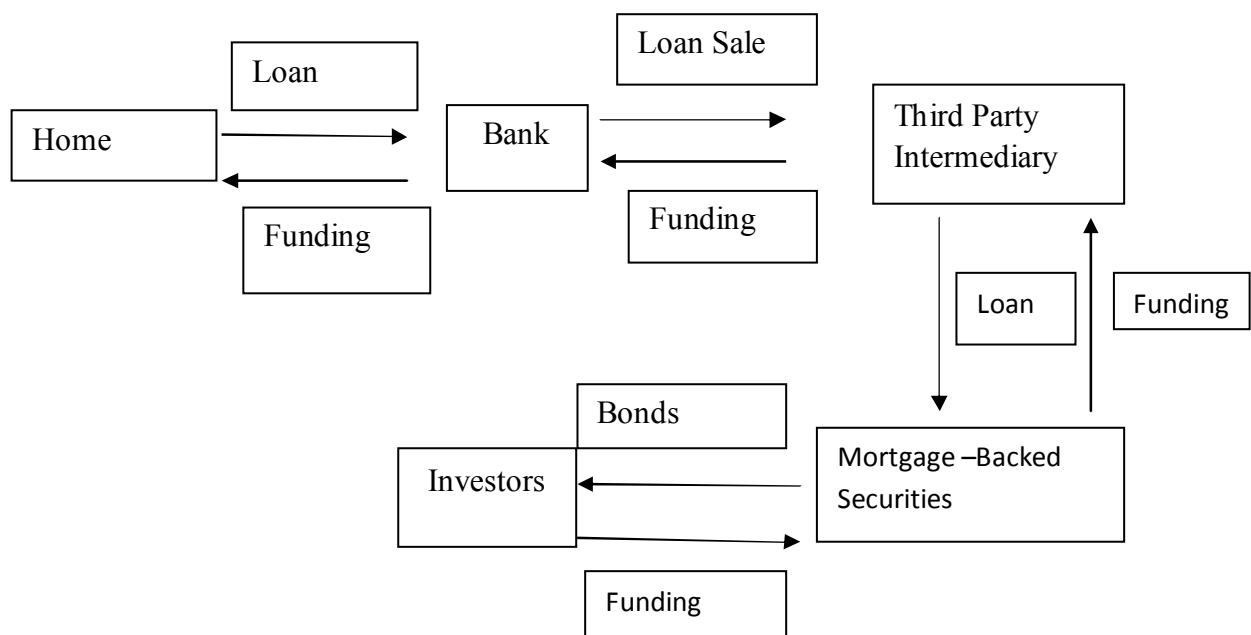 Loan Sale
Loan
Home
Bank
Third Party
Intermediary
Funding
Funding
Loan
Funding
Bonds
Investors
Mortgage –Backed
Securities
Funding